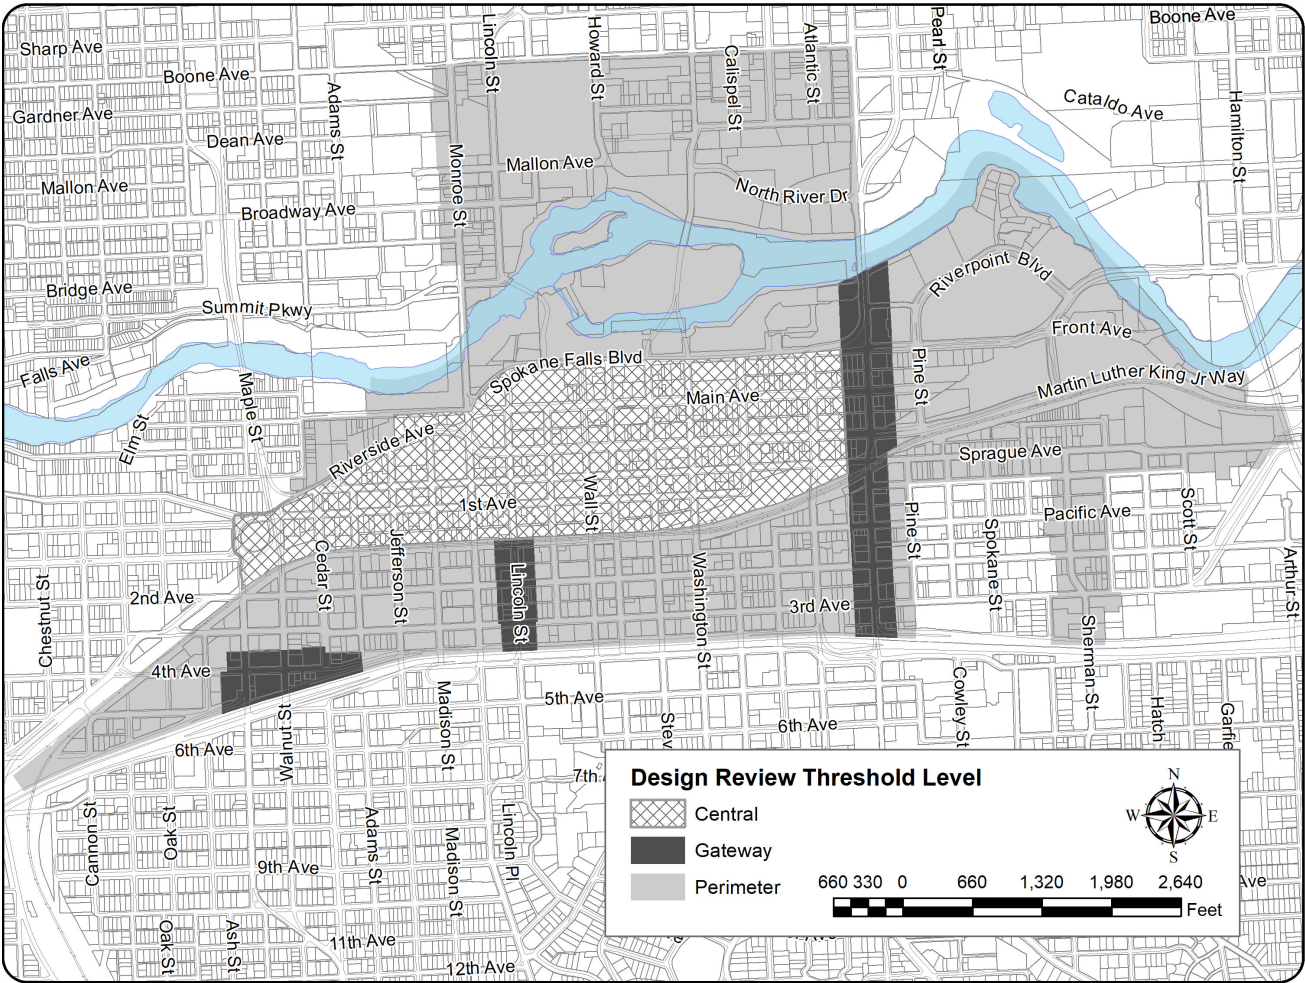 Boone Ave
Pearl St
Lincoln St
Howard St
Atlantic St
Sharp Ave
Boone Ave
Calispel St
Adams St
Cataldo Ave
Hamilton St
Gardner Ave
Dean Ave
Monroe St
Mallon Ave
Mallon Ave
North River Dr
Broadway Ave
Riverpoint Blvd
Bridge Ave
Summit Pkwy
Front Ave
Falls Ave
Spokane Falls Blvd
Pine St
Martin Luther King Jr Way
Maple St
Main Ave
Elm St
Riverside Ave
Sprague Ave
1st Ave
Wall St
Pacific Ave
Scott St
Pine St
Spokane St
Jefferson St
Cedar St
Lincoln St
Washington St
Arthur St
Chestnut St
2nd Ave
3rd Ave
Sherman St
4th Ave
5th Ave
Madison St
Cowley St
Hatch
Garfie
Walnut St
6th Ave
Sev
6th Ave
7th
Cannon St
Oak St
Adams St
Madison St
Lincoln Pl
9th Ave
Ave
Oak St
Ash St
11th Ave
12th Ave
Design Review Threshold Level
Central
Gateway
Perimeter
N
W E
S
660 330 0 660 1,320 1,980 2,640
Feet